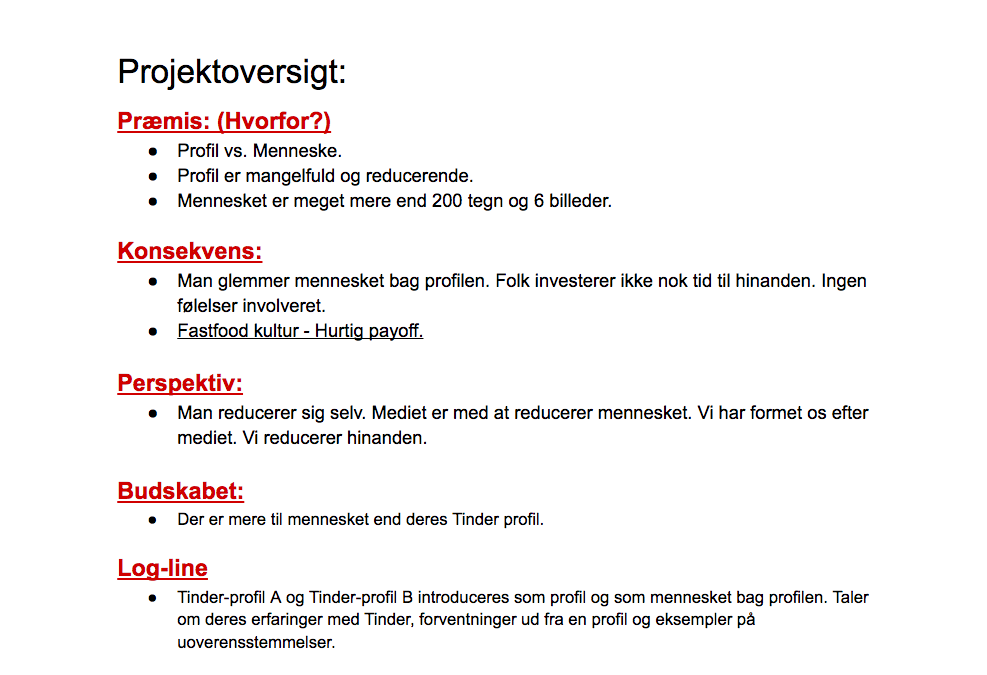 Projektoversigt:
Præmis: (Hvorfor?)
● Profil vs. Menneske.
● Profil er mangelfuld og reducerende.
● Mennesket er meget mere end 200 tegn og 6 billeder.
Konsekvens:
● Man glemmer mennesket bag profilen. Folk investerer ikke nok tid til hinanden. Ingen
følelser involveret.
● Fastfood kultur - Hurtig payoff.
Perspektiv:
● Man reducerer sig selv. Mediet er med at reducerer mennesket. Vi har formet os efter
mediet. Vi reducerer hinanden.
Budskabet:
● Der er mere til mennesket end deres Tinder profil.
Log-line
● Tinder-profil A og Tinder-profil B introduceres som profil og som mennesket bag profilen. Taler
om deres erfaringer med Tinder, forventninger ud fra en profil og eksempler på
uoverensstemmelser.